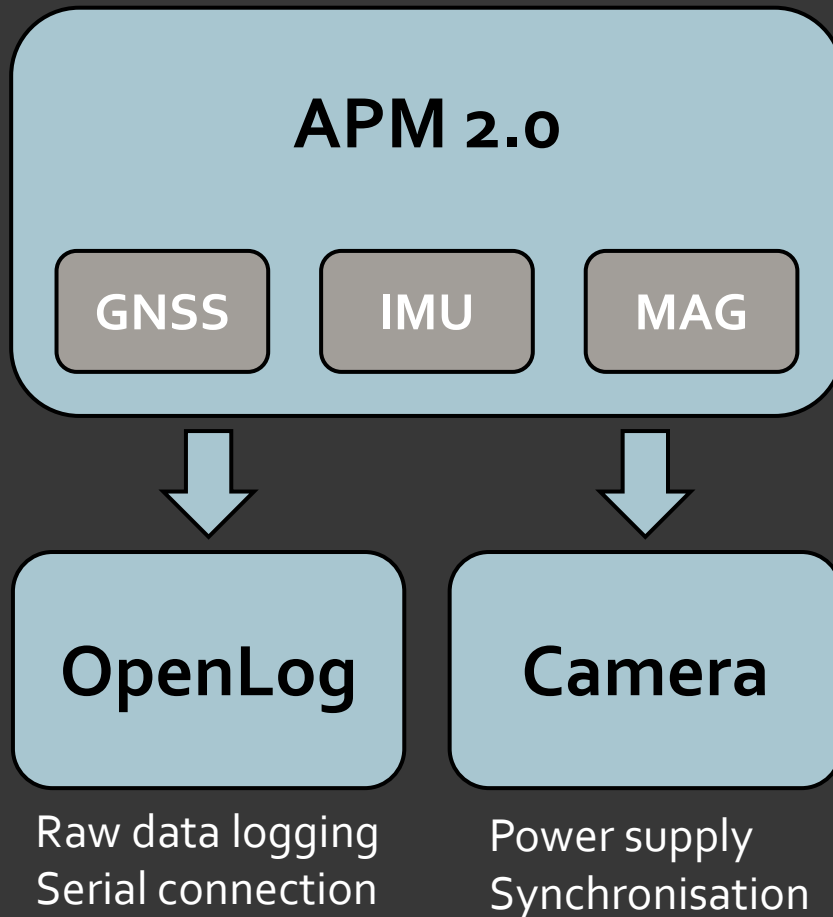 APM 2.0
GNSS IMU MAG
OpenLog Camera
Raw data logging
Serial connection
Power supply
Synchronisation